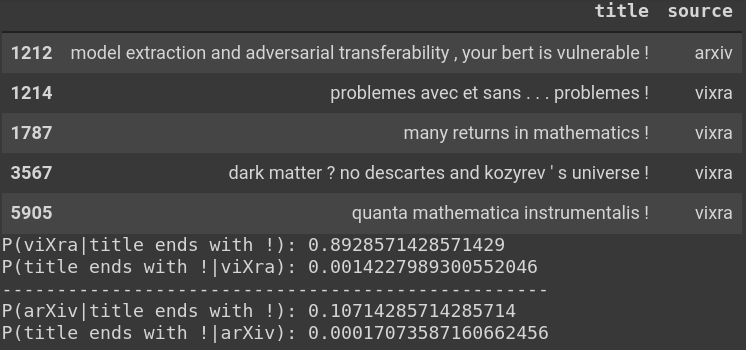 title source
1212 model extraction and adversarial transferability , your bert is vulnerable ! arxiv
1214 problemes avec et sans . . . problemes ! vixra
1787 many returns in mathematics ! vixra
3567 dark matter ? no descartes and kozyrev ' s universe ! vixra
5905 quanta mathematica instrumentalis ! vixra
P(viXra|title ends with !): 0.8928571428571429
P(title ends with !|viXra): 0.0014227989300552046
--------------------------------------------------
P(arXiv|title ends with !): 0.10714285714285714
P(title ends with !|arXiv): 0.00017073587160662456